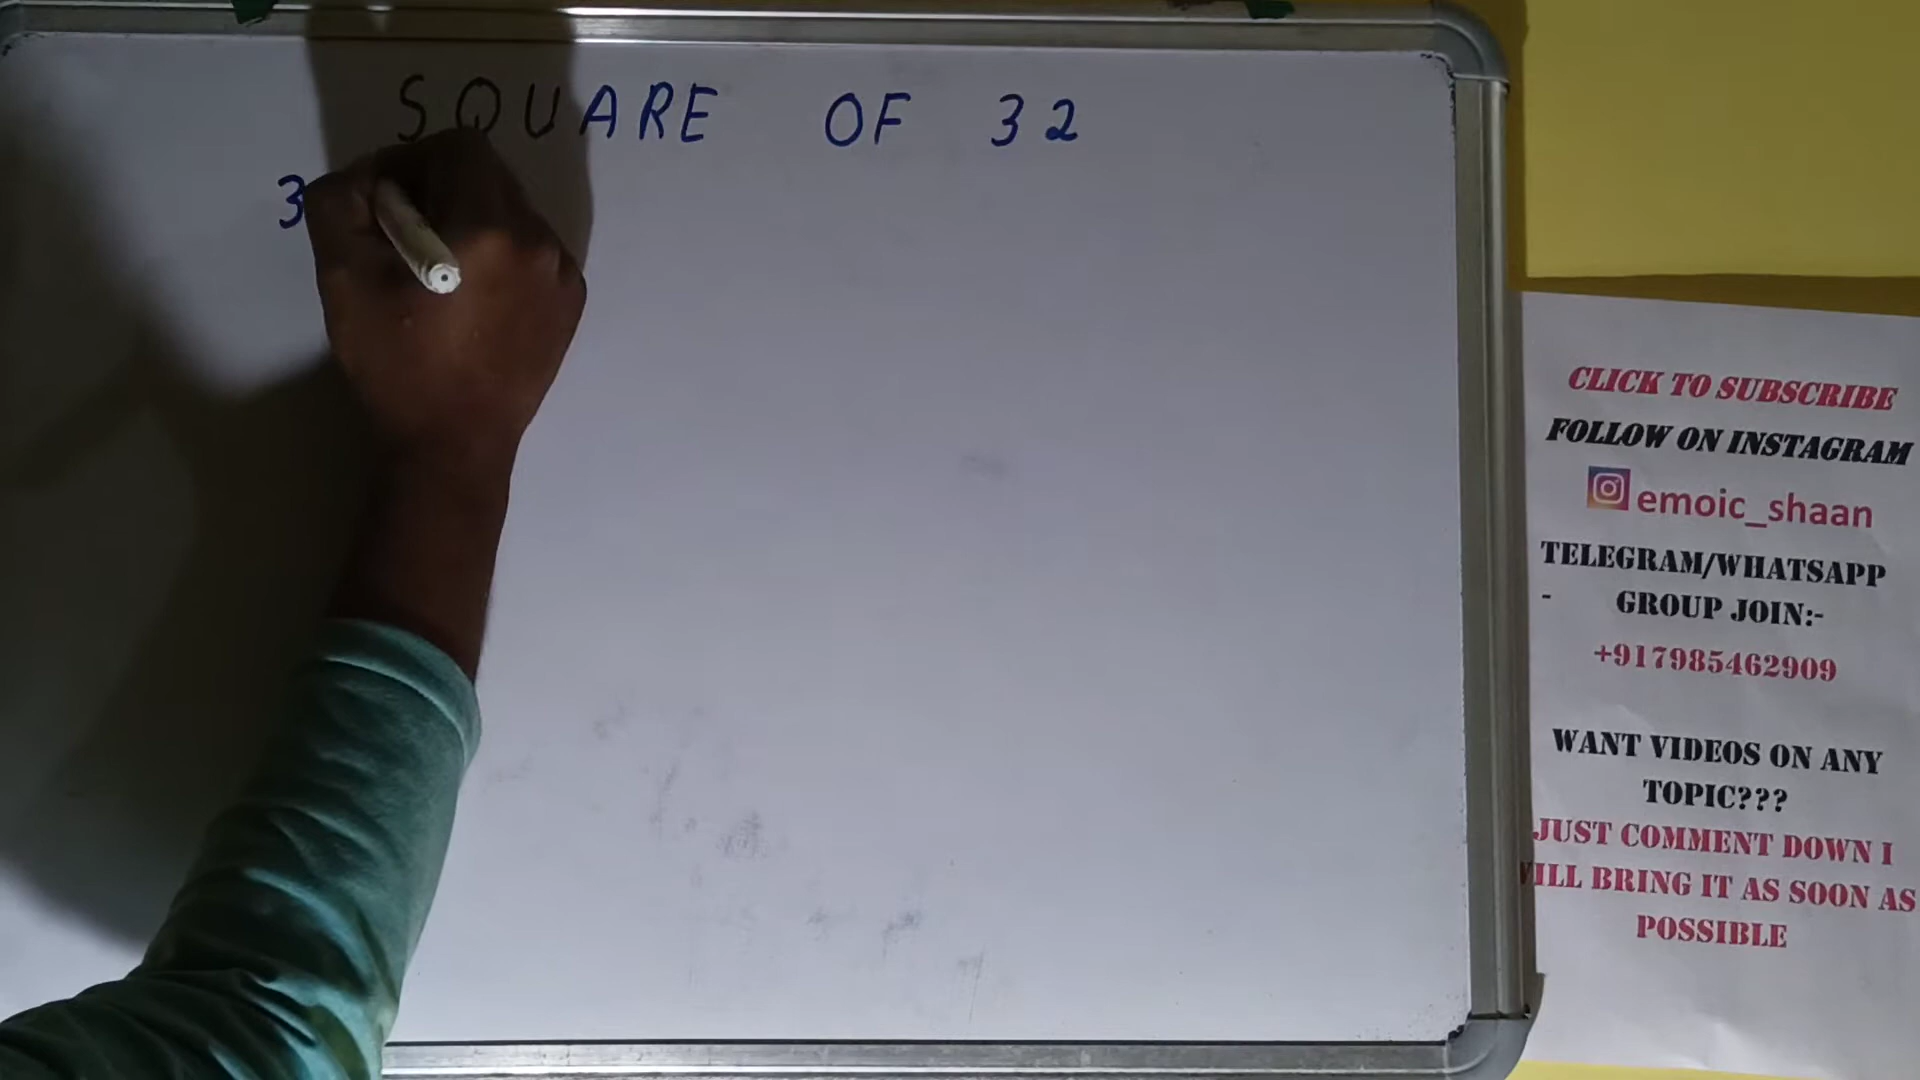 SQUARE OF 32
3
CLICK TO SUBSCRIBE
FOLLOW ON INSTAGRAM
emoic_shaan
TELEGRAM/WHATSAPP
- GROUP JOIN:-
+917985462909
WANT VIDEOS ON ANY
TOPIC???
JUST COMMENT DOWN I
WILL BRING IT AS SOON AS
POSSIBLE